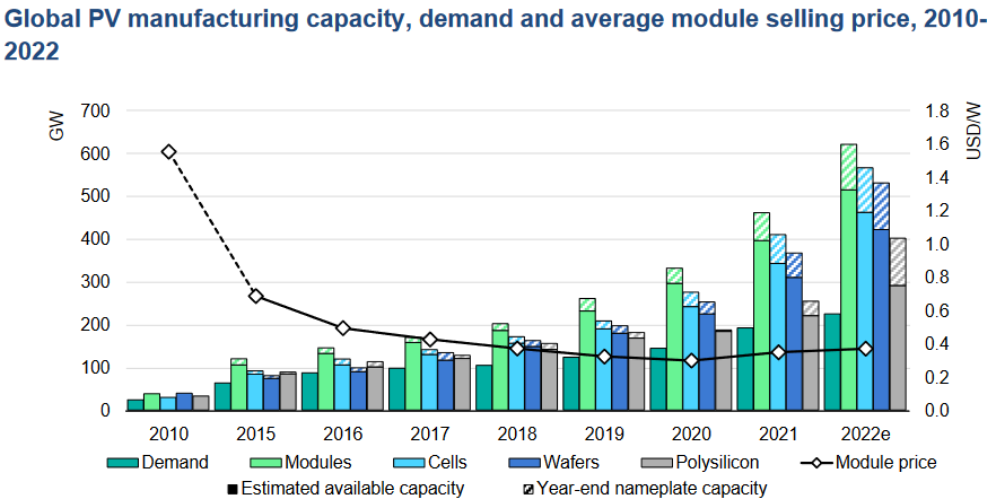 Global PV manufacturing capacity, demand and average module selling price, 2010-
2022
700 1.8
600 1.6
500 1.4
400 1.2
300 1.0
200 0.8
100 0.6
0 0.4
0.2
0.0
GW
USD/W
2010 2015 2016 2017 2018 2019 2020 2021 2022e
Demand Modules Cells Wafers Polysilicon Module price
Estimated available capacity Year-end nameplate capacity